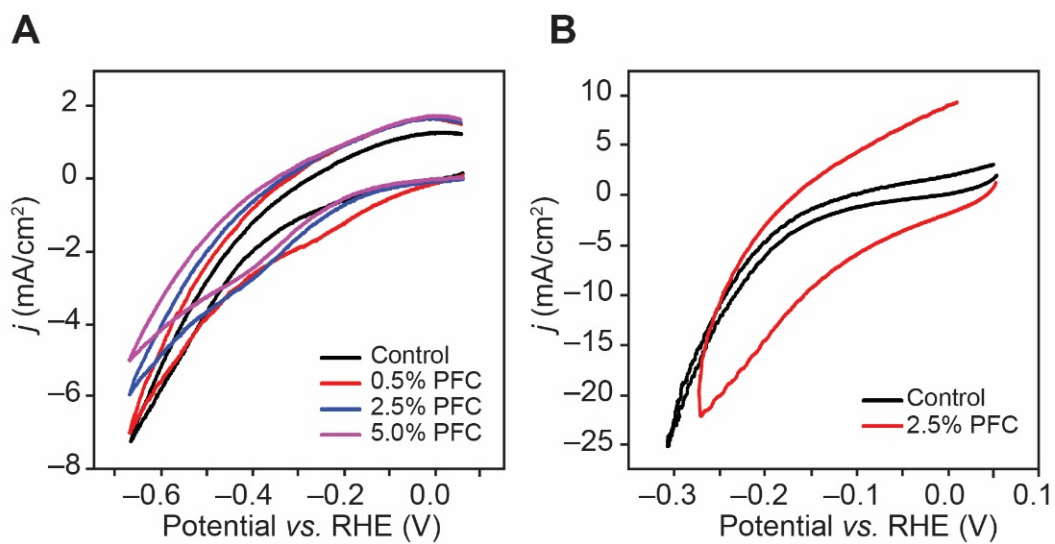 A
B
j (mA/cm²)
2
0
–2
–4
–6
–8
Control
0.5% PFC
2.5% PFC
5.0% PFC
–0.6
–0.4
–0.2
0.0
Potential vs. RHE (V)
j (mA/cm²)
10
5
0
–5
–10
–15
–20
–25
Control
2.5% PFC
–0.3
–0.2
–0.1
0.0
0.1
Potential vs. RHE (V)